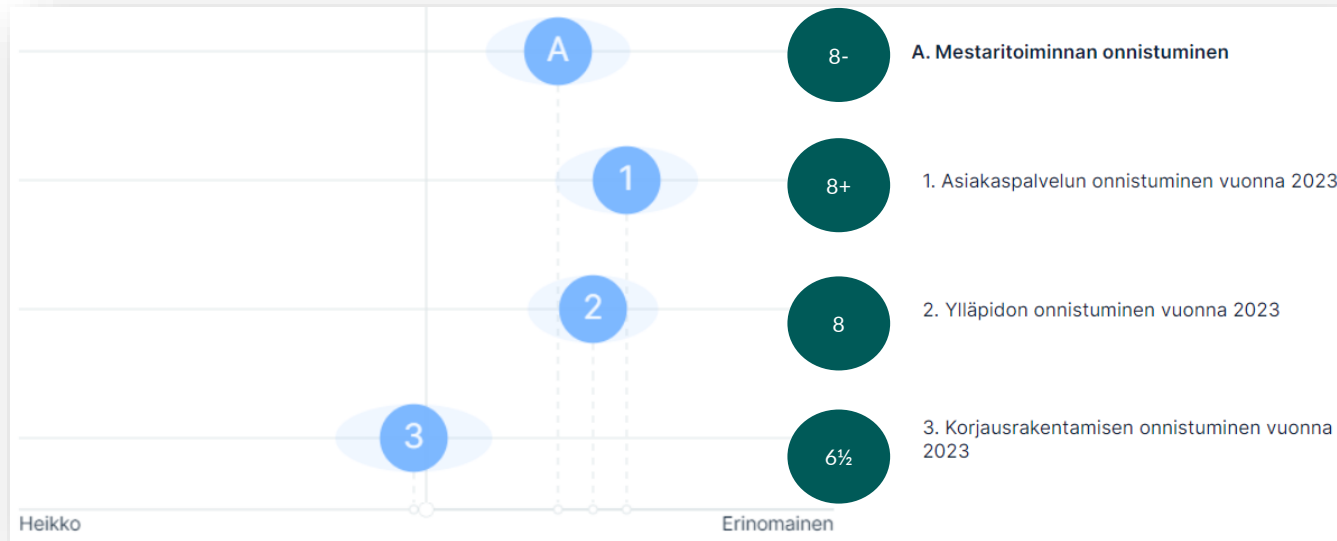 A
8-
A. Mestaritoiminnan onnistuminen
1
8+
1. Asiakaspalvelun onnistuminen vuonna 2023
2
8
2. Ylläpidon onnistuminen vuonna 2023
3
6½
3. Korjausrakentamisen onnistuminen vuonna
2023
Heikko
Erinomainen